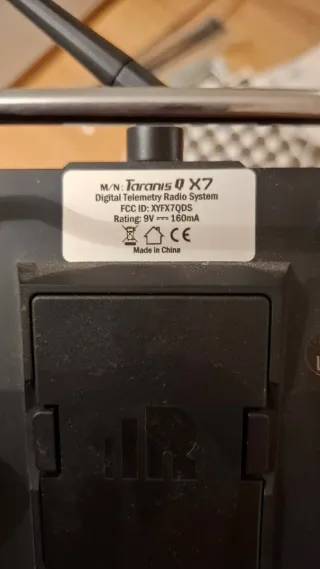 M/N: Taranis Q X7
Digital Telemetry Radio System
FCC ID: XYFX7QDS
Rating: 9V ⎓ 160mA
CE
Made in China